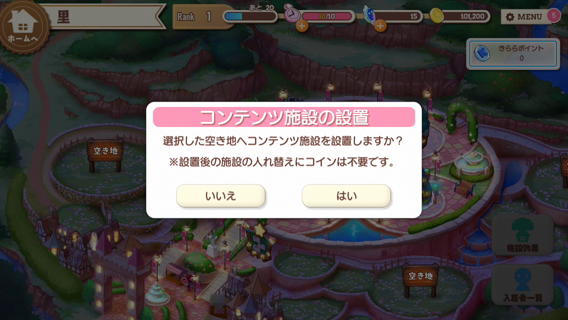 里
Rank 1
あと 20
0/10
15
101,200
MENU
5
ホームへ
きららポイント
0
コンテンツ施設の設置
選択した空き地へコンテンツ施設を設置しますか？
※設置後の施設の入れ替えにコインは不要です。
いいえ
はい
空き地
空き地
施設効果
入居者一覧